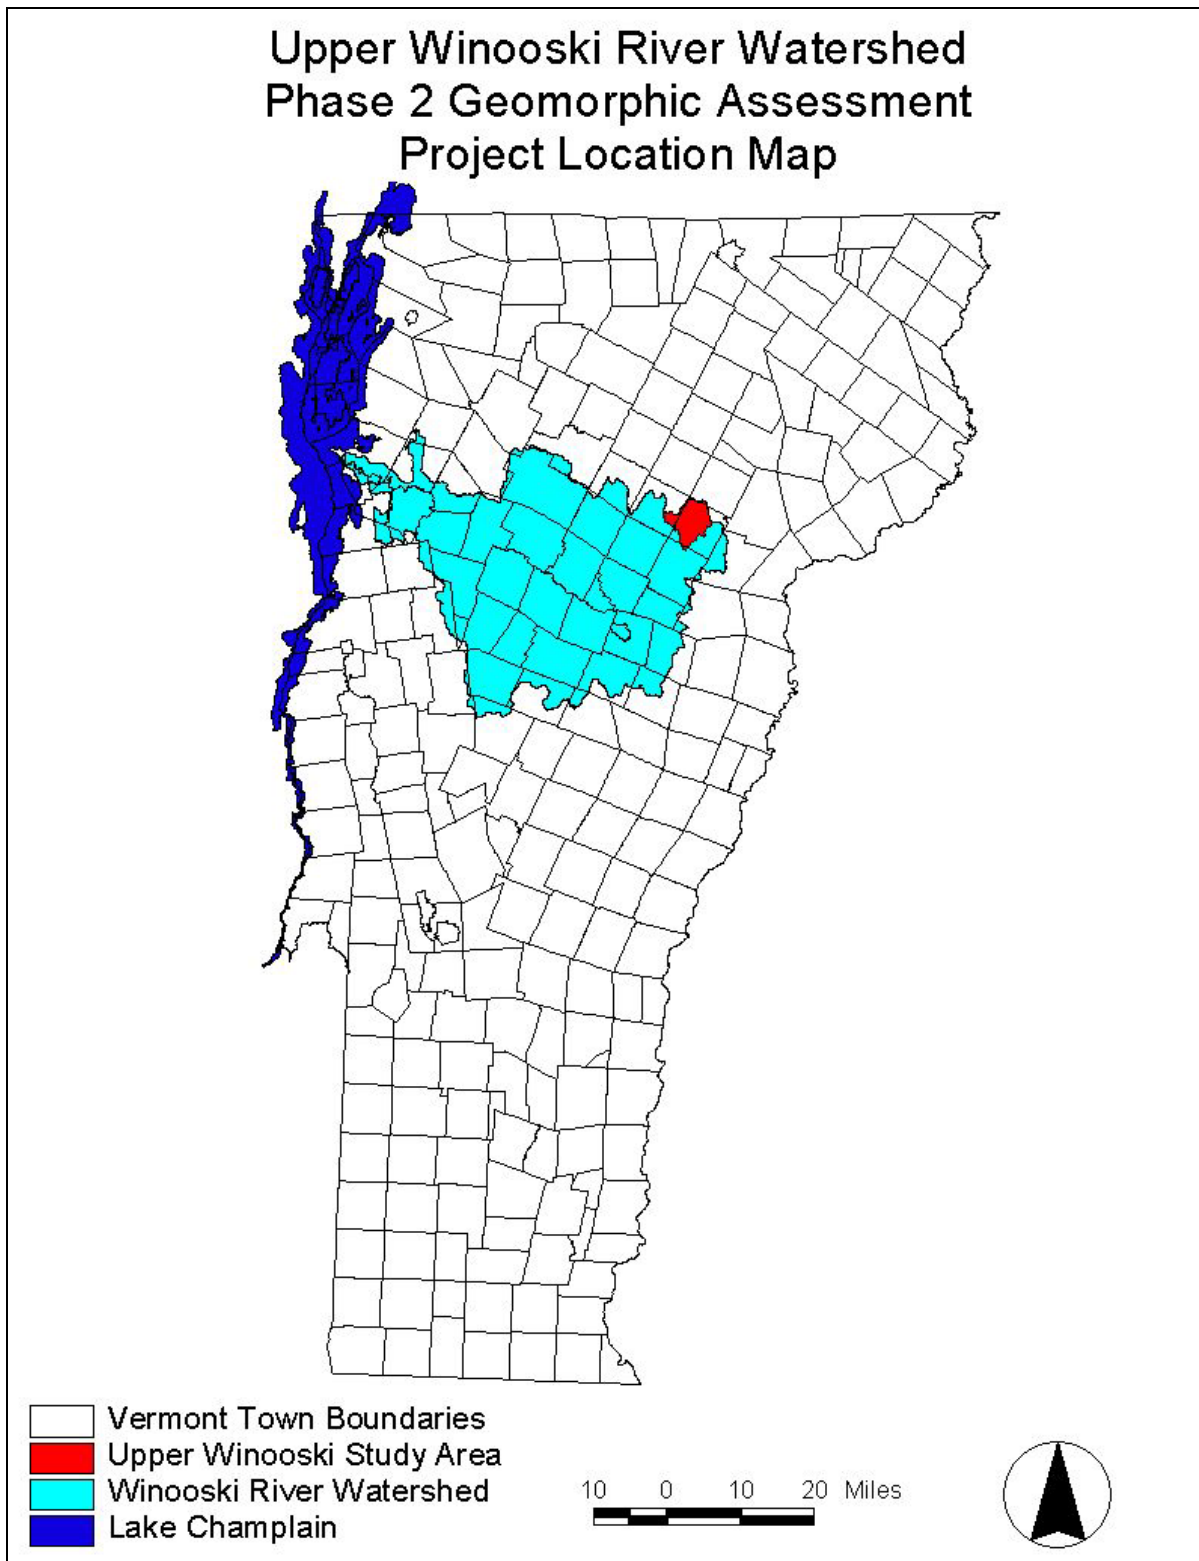 Upper Winooski River Watershed
Phase 2 Geomorphic Assessment
Project Location Map
Vermont Town Boundaries
Upper Winooski Study Area
Winooski River Watershed
Lake Champlain
10 0 10 20 Miles